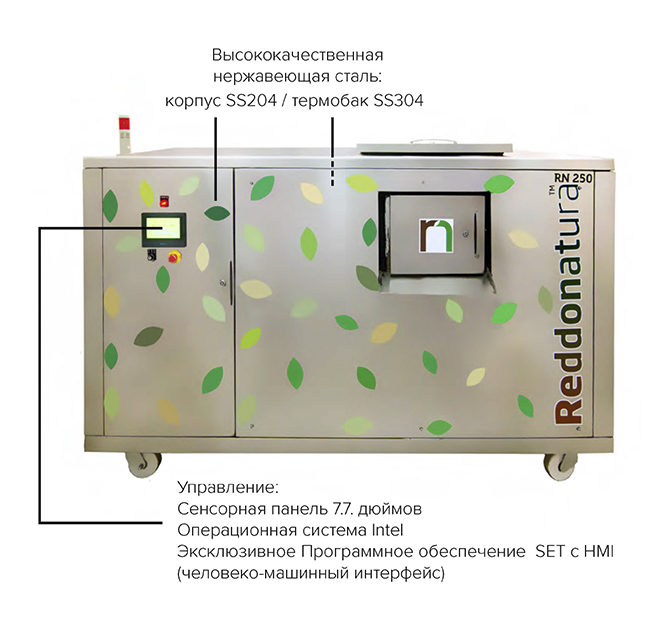 Высококачественная
нержавеющая сталь:
корпус SS204 / термобак SS304
RN 250
Reddonatura™
Управление:
Сенсорная панель 7.7. дюймов
Операционная система Intel
Эксклюзивное Программное обеспечение SET с HMI
(человеко-машинный интерфейс)